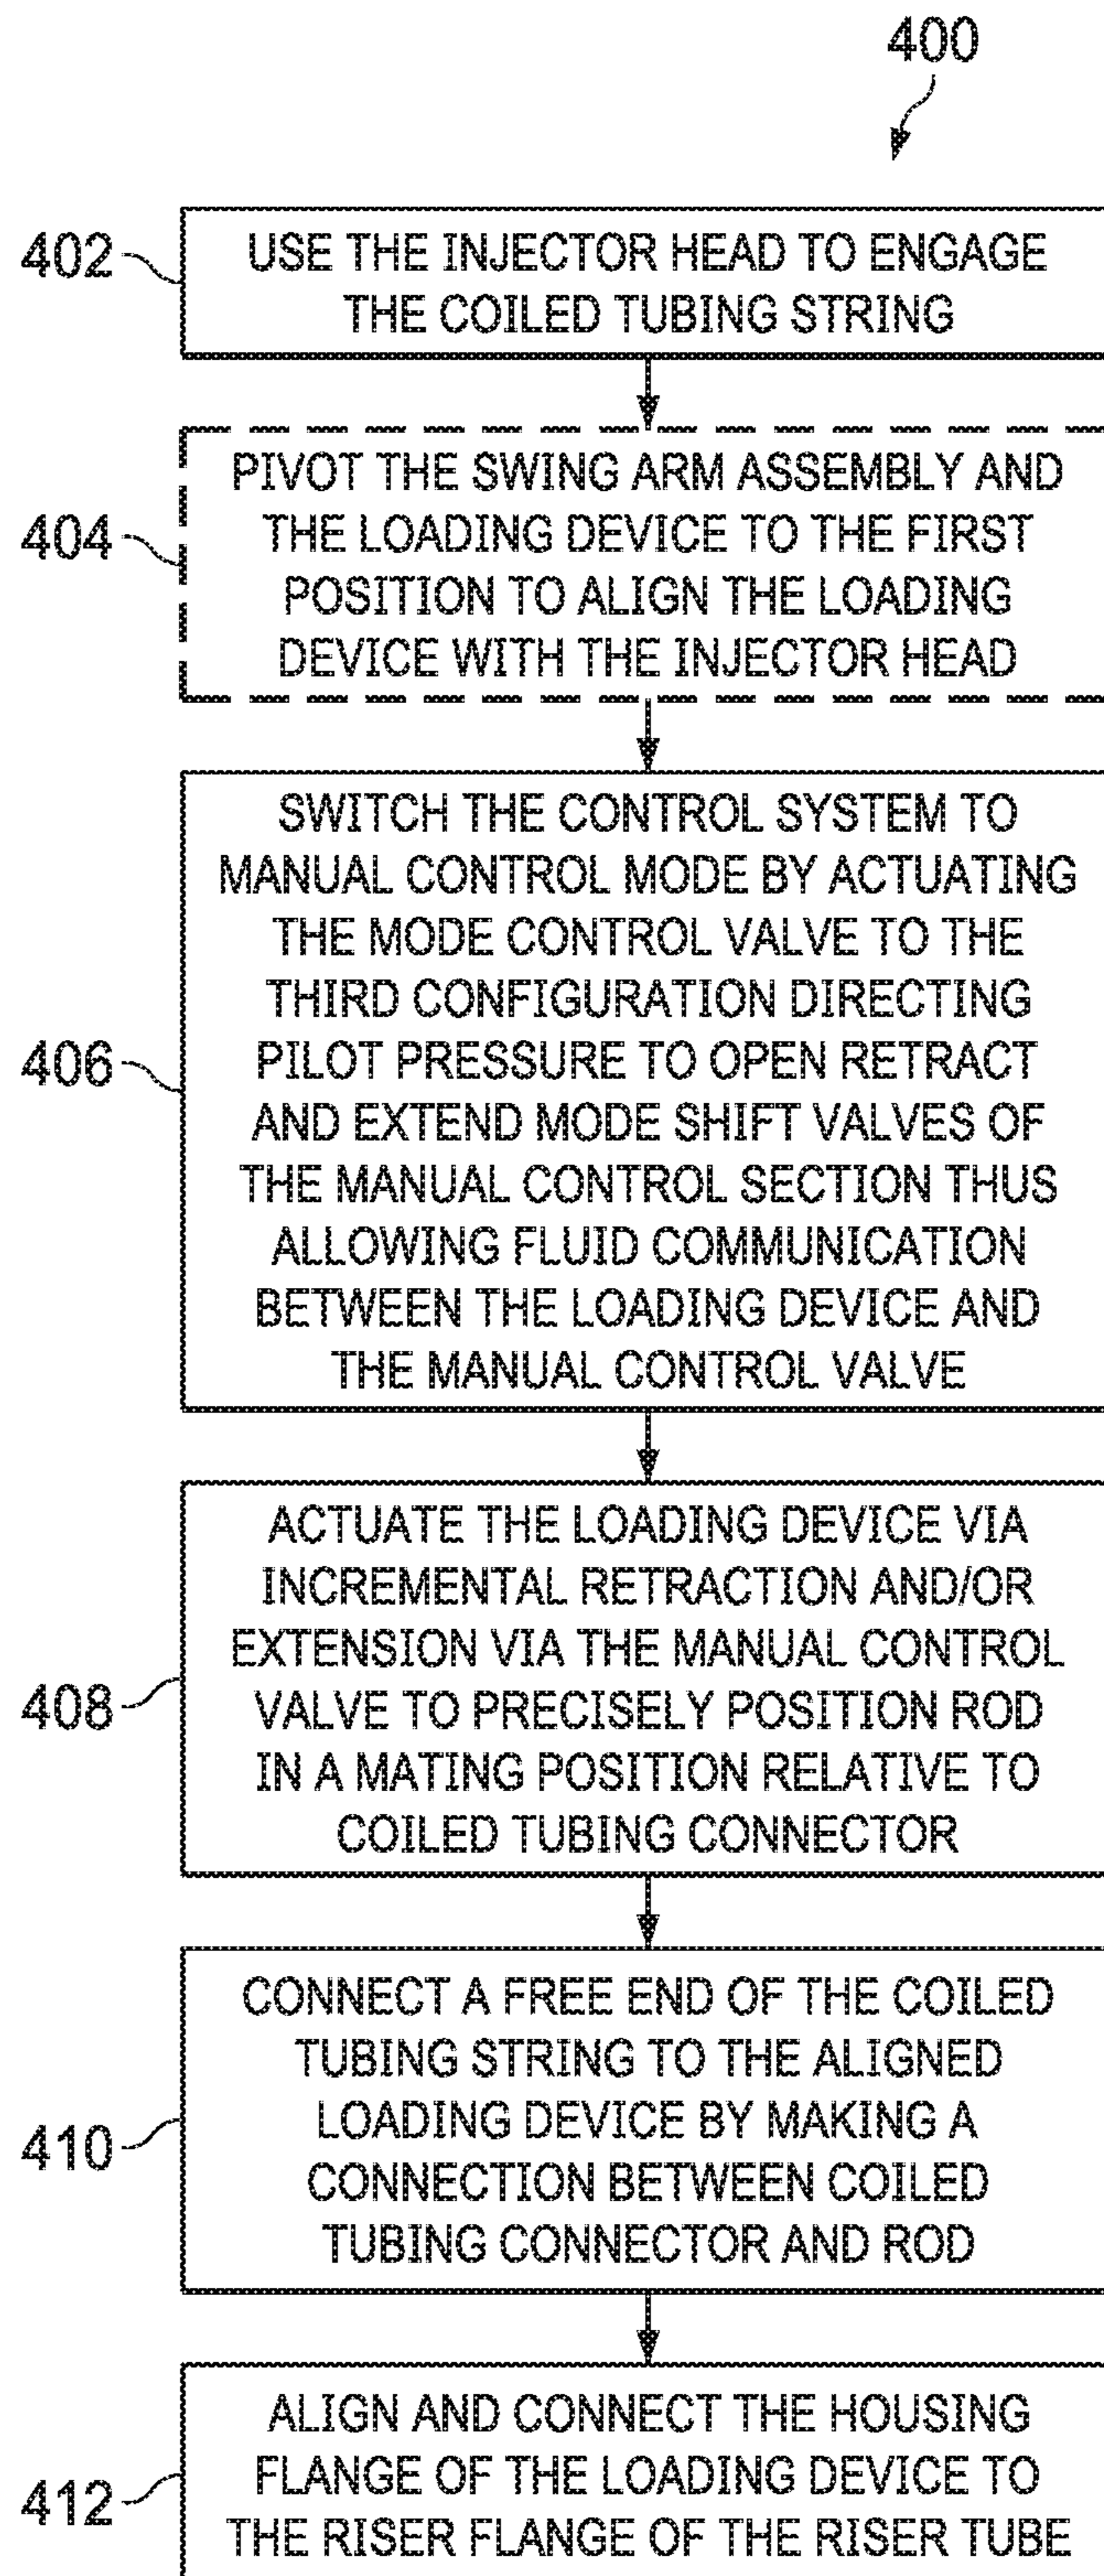 400
402
USE THE INJECTOR HEAD TO ENGAGE
THE COILED TUBING STRING
404
PIVOT THE SWING ARM ASSEMBLY AND
THE LOADING DEVICE TO THE FIRST
POSITION TO ALIGN THE LOADING
DEVICE WITH THE INJECTOR HEAD
406
SWITCH THE CONTROL SYSTEM TO
MANUAL CONTROL MODE BY ACTUATING
THE MODE CONTROL VALVE TO THE
THIRD CONFIGURATION DIRECTING
PILOT PRESSURE TO OPEN RETRACT
AND EXTEND MODE SHIFT VALVES OF
THE MANUAL CONTROL SECTION THUS
ALLOWING FLUID COMMUNICATION
BETWEEN THE LOADING DEVICE AND
THE MANUAL CONTROL VALVE
408
ACTUATE THE LOADING DEVICE VIA
INCREMENTAL RETRACTION AND/OR
EXTENSION VIA THE MANUAL CONTROL
VALVE TO PRECISELY POSITION ROD
IN A MATING POSITION RELATIVE TO
COILED TUBING CONNECTOR
410
CONNECT A FREE END OF THE COILED
TUBING STRING TO THE ALIGNED
LOADING DEVICE BY MAKING A
CONNECTION BETWEEN COILED
TUBING CONNECTOR AND ROD
412
ALIGN AND CONNECT THE HOUSING
FLANGE OF THE LOADING DEVICE TO
THE RISER FLANGE OF THE RISER TUBE